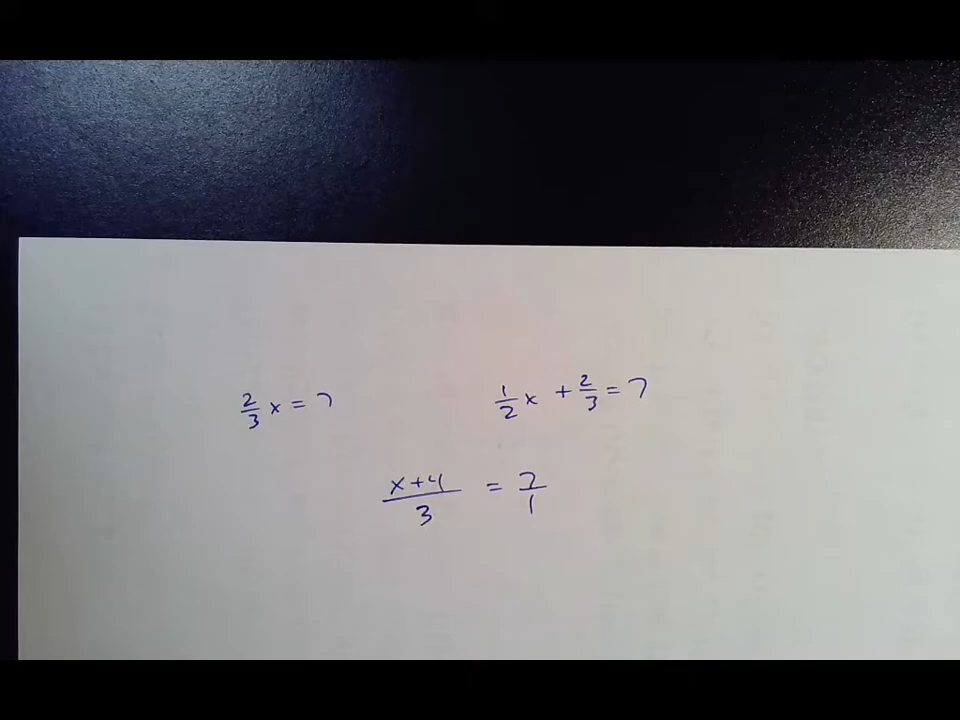 2/3 x = 7
1/2 x + 2/3 = 7
x+4/3 = 7/1